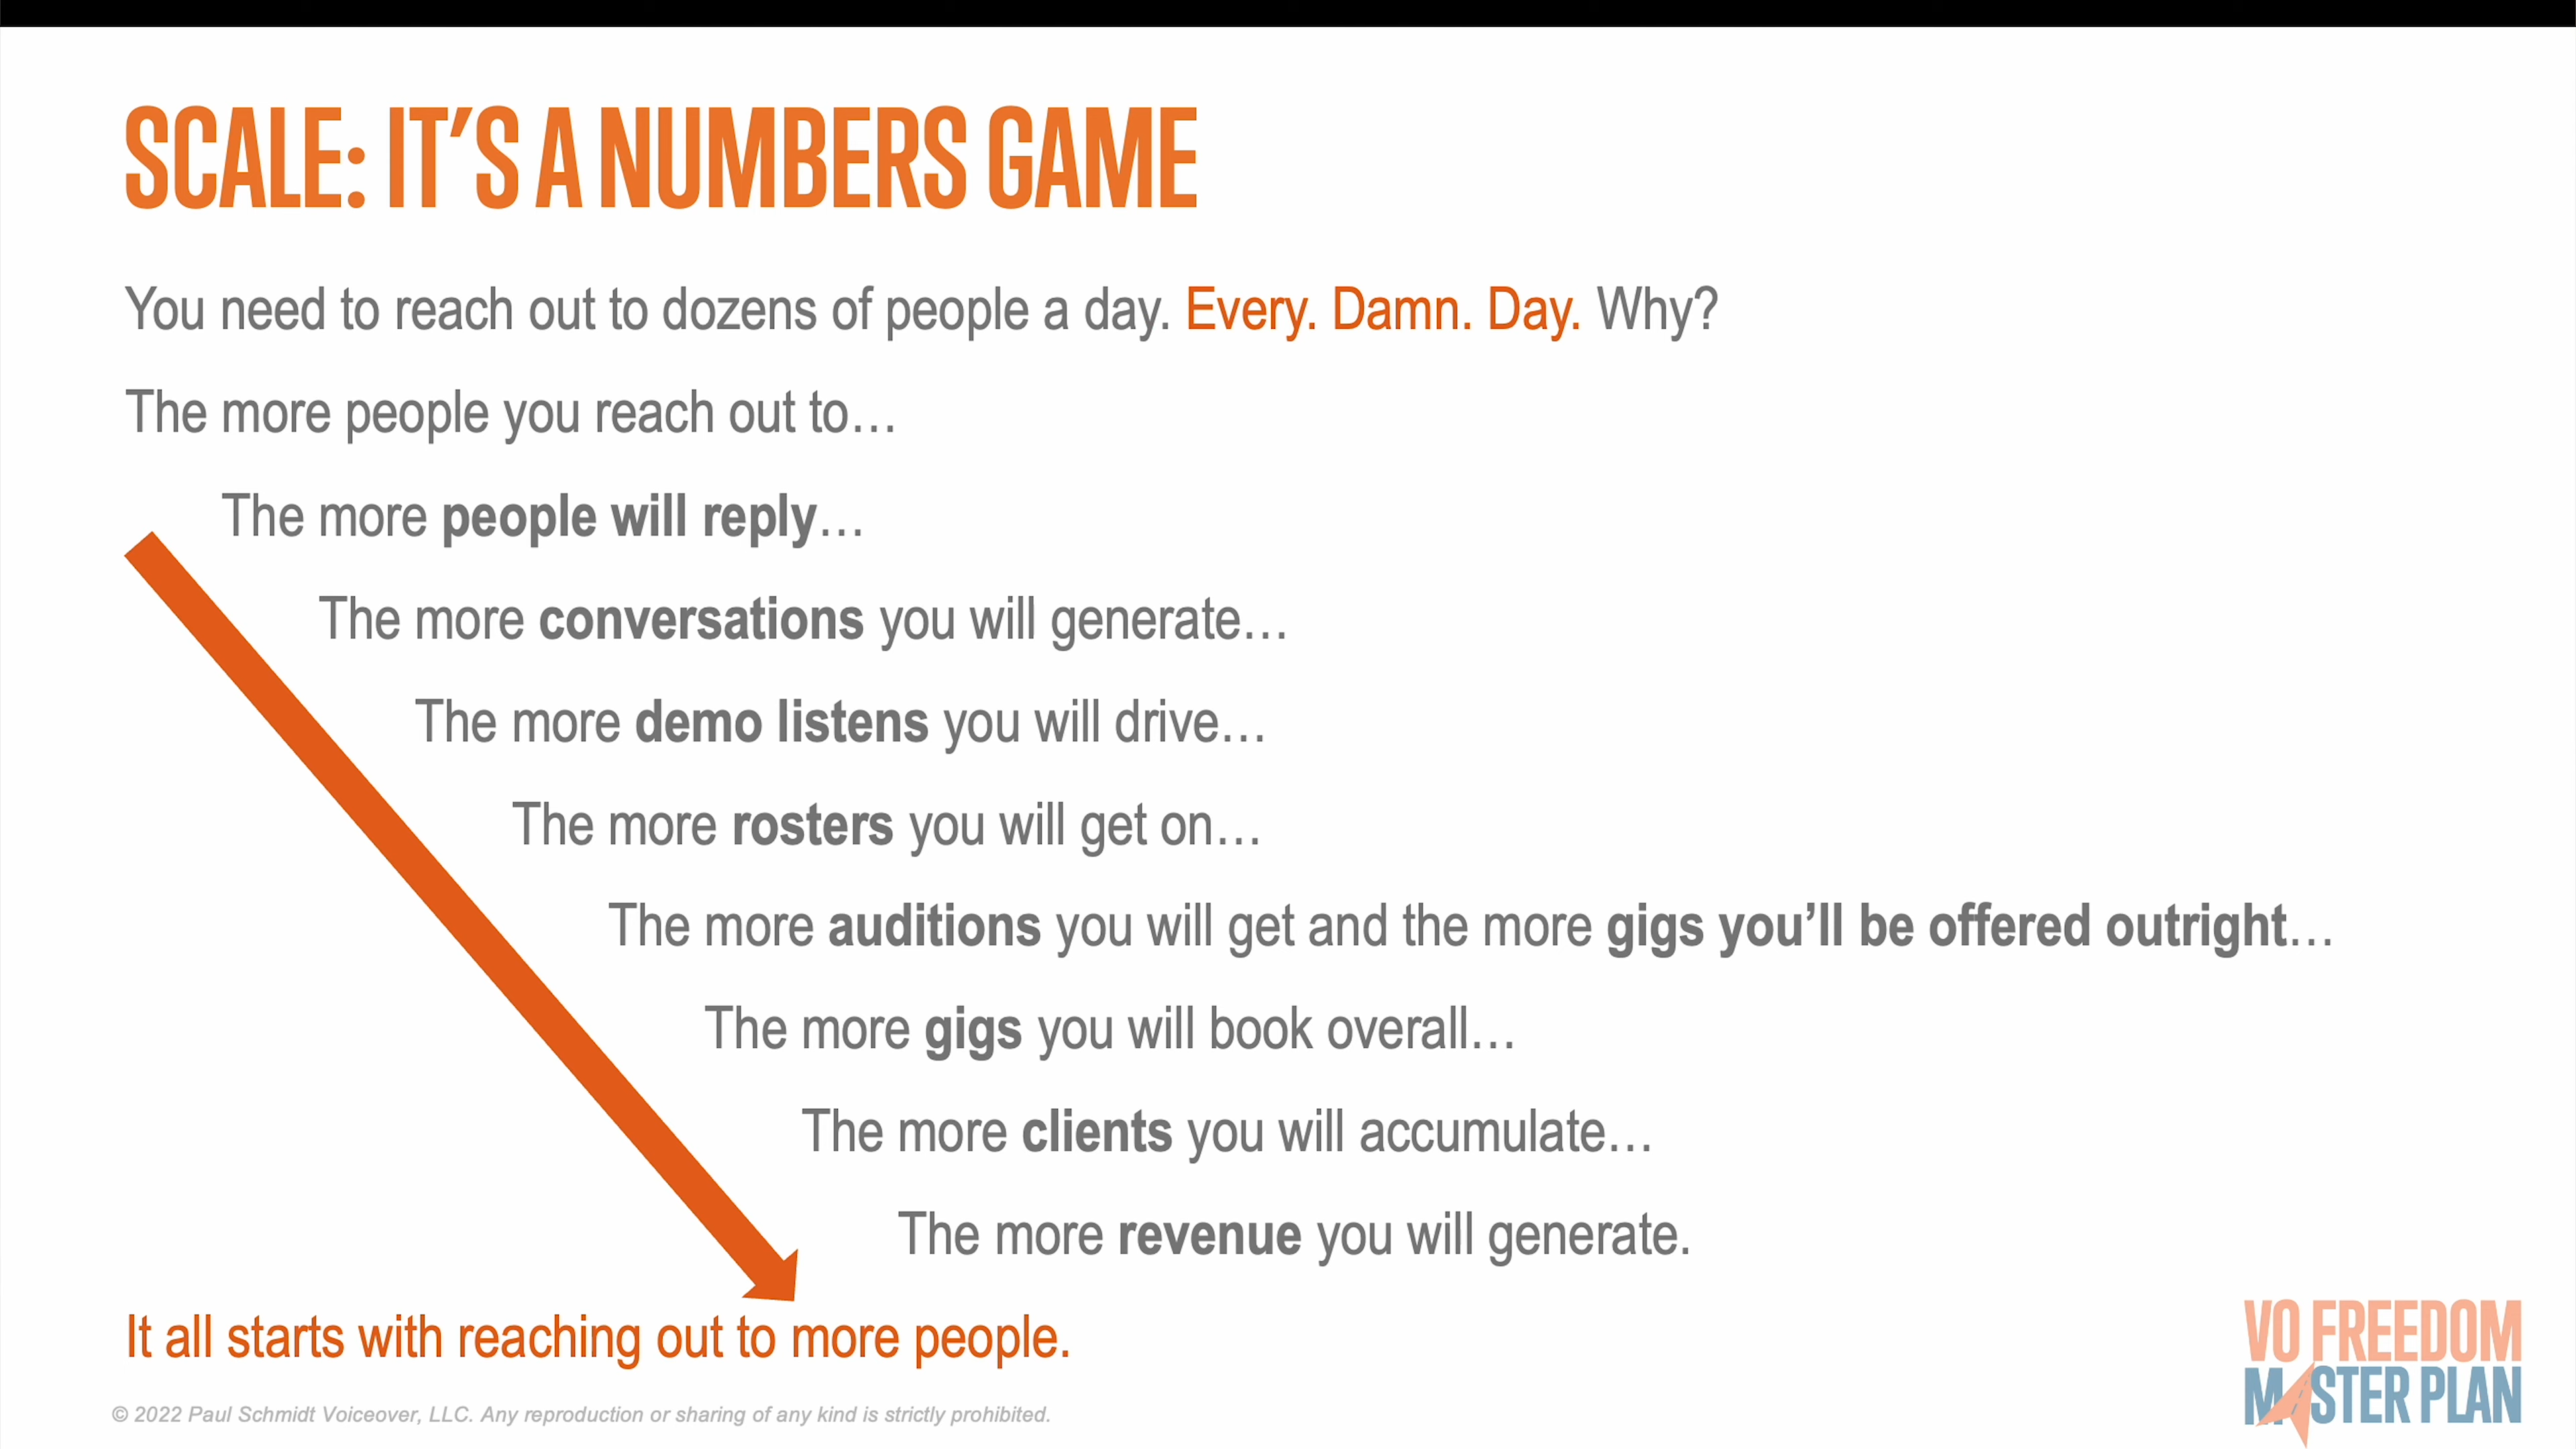 SCALE: IT'S A NUMBERS GAME
You need to reach out to dozens of people a day. Every. Damn. Day. Why?
The more people you reach out to…
The more people will reply…
The more conversations you will generate…
The more demo listens you will drive…
The more rosters you will get on…
The more auditions you will get and the more gigs you'll be offered outright…
The more gigs you will book overall…
The more clients you will accumulate…
The more revenue you will generate.
It all starts with reaching out to more people.
© 2022 Paul Schmidt Voiceover, LLC. Any reproduction or sharing of any kind is strictly prohibited.
VO FREEDOM
MASTER PLAN